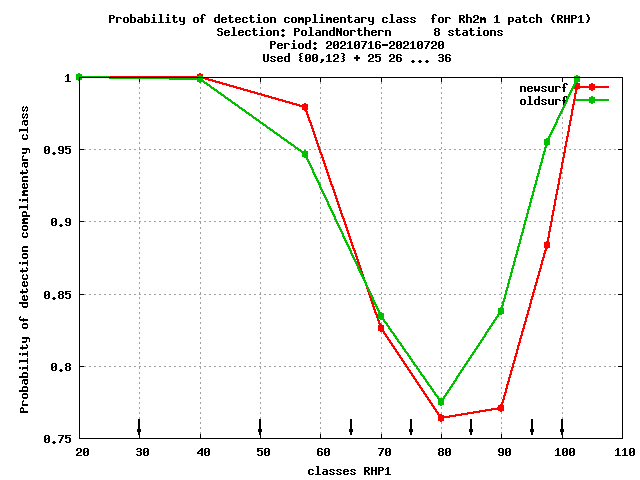 Probability of detection complimentary class  for Rh2m 1 patch (RHP1)
Selection: PolandNorthern      8 stations
Period: 20210716-20210720
Used {00,12} + 25 26 ... 36
newsurf
oldsurf
Probability of detection complimentary class
1
0.95
0.9
0.85
0.8
0.75
20 30 40 50 60 70 80 90 100 110
classes RHP1